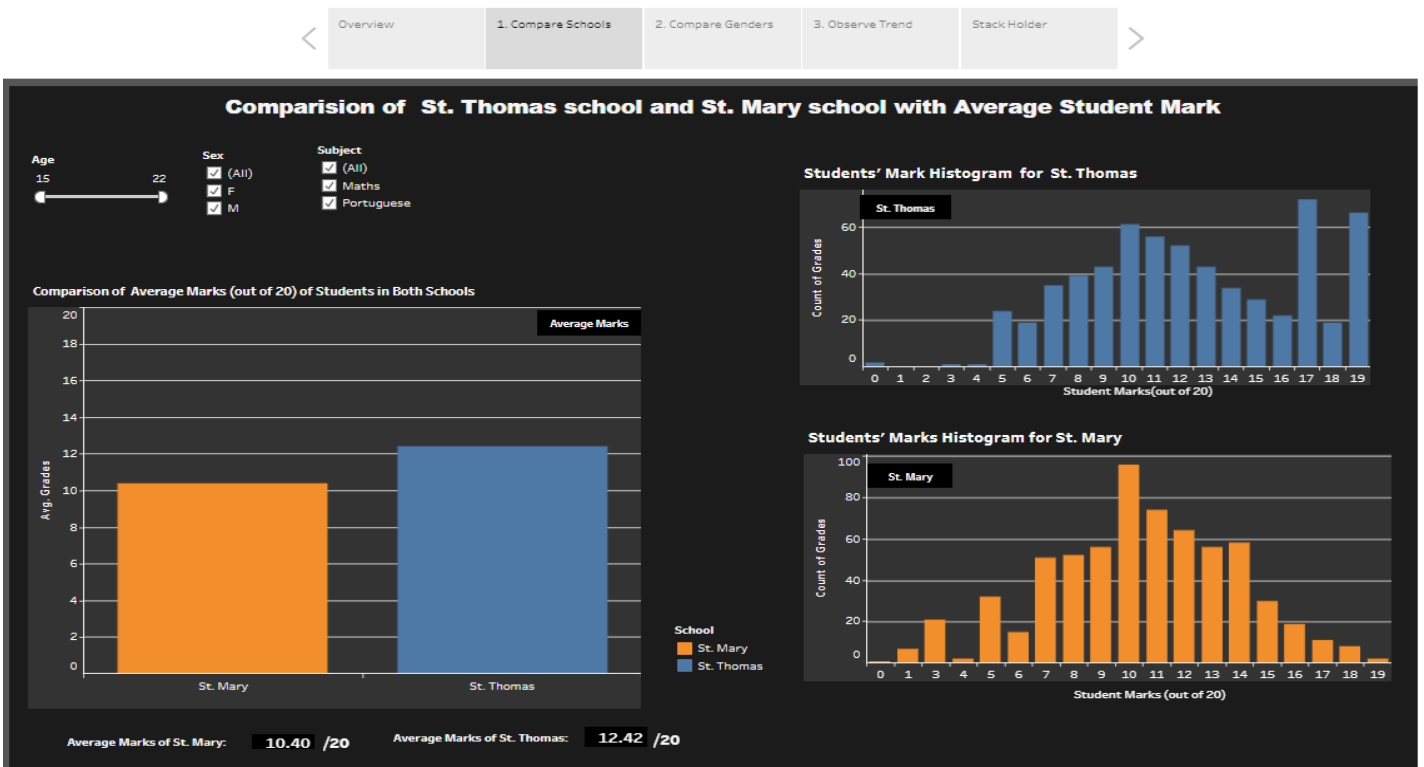 Overview
1. Compare Schools
2. Compare Genders
3. Observe Trend
Stack Holder
Comparision of St. Thomas school and St. Mary school with Average Student Mark
Age
15 22
Sex
(All)
F
M
Subject
(All)
Maths
Portuguese
Comparison of Average Marks (out of 20) of Students in Both Schools
Average Marks
Avg. Grades
20
18
16
14
12
10
8
6
4
2
0
St. Mary St. Thomas
School
St. Mary
St. Thomas
Average Marks of St. Mary: 10.40 /20
Average Marks of St. Thomas: 12.42 /20
Students' Mark Histogram for St. Thomas
St. Thomas
Count of Grades
60
40
20
0
0 1 2 3 4 5 6 7 8 9 10 11 12 13 14 15 16 17 18 19
Student Marks(out of 20)
Students' Marks Histogram for St. Mary
St. Mary
Count of Grades
100
80
60
40
20
0
0 1 3 4 5 6 7 8 9 10 11 12 13 14 15 16 17 18 19
Student Marks (out of 20)